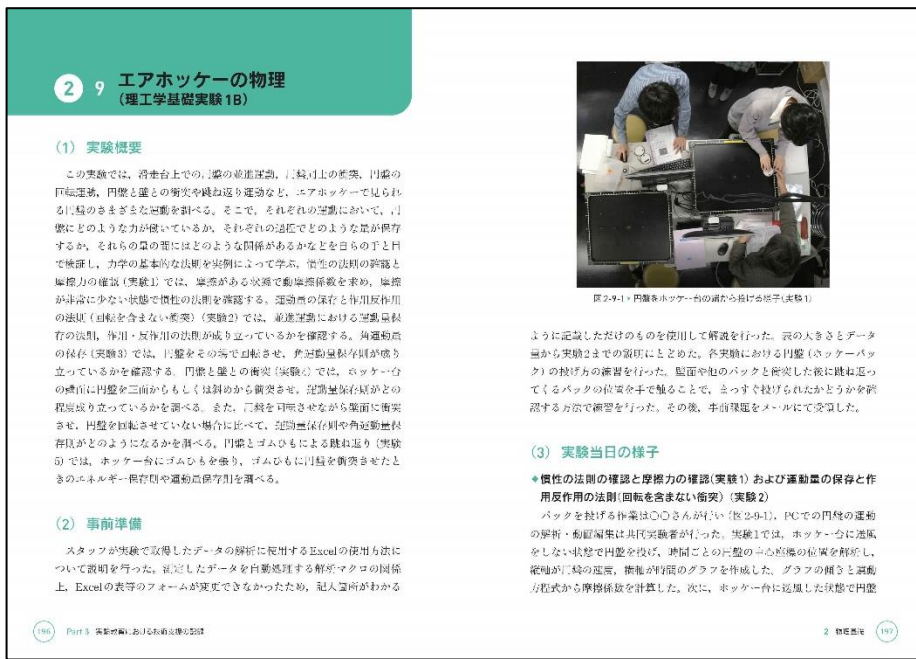 2 9 エアホッケーの物理
（理工学基礎実験1B）
（1） 実験概要
この実験では，滑走台上での円盤の並進運動，円盤同士の衝突，円盤の
回転運動，円盤と壁との衝突や跳ね返り運動など，エアホッケーで見られ
る円盤のさまざまな運動を調べる。そこで，それぞれの運動において，円
盤にどのような力が働いているか，それぞれの過程でどのような量が保存
するか，それらの量の間にはどのような関係があるかなどを自らの手と目
で検証し，力学の基本的な法則を実例によって学ぶ。慣性の法則の確認と
摩擦力の確認（実験1）では，摩擦がある状態で動摩擦係数を求め，摩擦
が非常に少ない状態で慣性の法則を確認する。運動量の保存と作用反作用
の法則（回転を含まない衝突）（実験2）では，並進運動における運動量保
存の法則，作用・反作用の法則が成り立っているかを確認する。角運動量
の保存（実験3）では，円盤をその場で回転させ，角運動量保存則が成り
立っているかを確認する。円盤と壁との衝突（実験4）では，ホッケー台
の壁面に円盤を正面からもしくは斜めから衝突させ，運動量保存則がどの
程度成り立っているかを調べる。また，円盤を回転させながら壁面に衝突
させ，円盤を回転させていない場合に比べて，運動量保存則や角運動量保
存則がどのようになるかを調べる。円盤とゴムひもによる跳ね返り（実験
5）では，ホッケー台にゴムひもを張り，ゴムひもに円盤を衝突させたと
きのエネルギー保存則や運動量保存則を調べる。
（2） 事前準備
スタッフが実験で取得したデータの解析に使用するExcelの使用方法に
ついて説明を行った。測定したデータを自動処理する解析マクロの関係
上，Excelの表等のフォームが変更できなかったため，記入箇所がわかる
196 Part 3 実験教育における技術支援の記録
図2-9-1 円盤をホッケー台の端から投げる様子（実験1）
ように記載しただけのものを使用して解説を行った。表の大きさとデータ
量から実験2までの説明にとどめた。各実験における円盤（ホッケーパッ
ク）の投げ方の練習を行った。壁面や他のパックと衝突した後に跳ね返っ
てくるパックの位置を手で触ることで，まっすぐ投げられたかどうかを確
認する方法で練習を行った。その後，事前課題をメールにて受領した。
（3） 実験当日の様子
◆慣性の法則の確認と摩擦力の確認（実験1）および運動量の保存と作
用反作用の法則（回転を含まない衝突）（実験2）
パックを投げる作業は〇〇さんが行い（図2-9-1），PCでの円盤の運動
の解析・動画編集は共同実験者が行った。実験1では，ホッケー台に送風
をしない状態で円盤を投げ，時間ごとの円盤の中心座標の位置を解析し，
縦軸が円盤の速度，横軸が時間のグラフを作成した。グラフの傾きと運動
方程式から摩擦係数を計算した。次に，ホッケー台に送風した状態で円盤
2 物理基礎 197